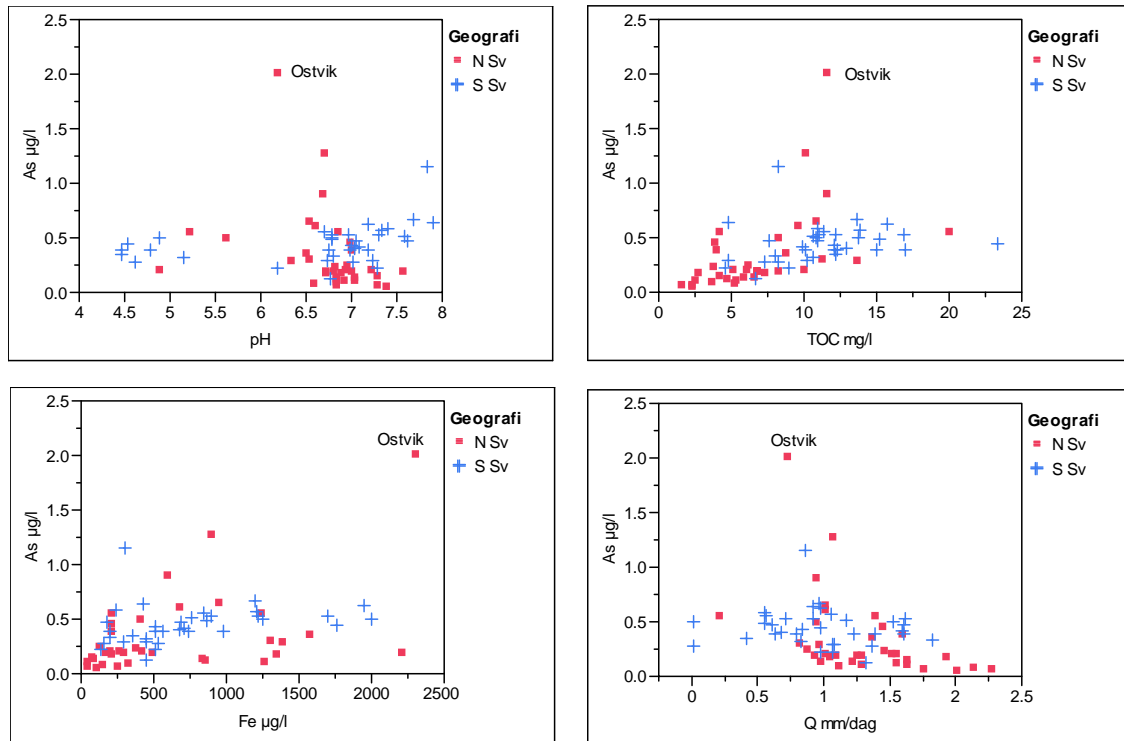 2.5
2.0
1.5
1.0
0.5
0.0
As µg/l
4 4.5 5 5.5 6 6.5 7 7.5 8
pH
Ostvik
Geografi
N Sv
S Sv
2.5
2.0
1.5
1.0
0.5
0.0
As µg/l
0 5 10 15 20 25
TOC mg/l
Ostvik
Geografi
N Sv
S Sv
2.5
2.0
1.5
1.0
0.5
0.0
As µg/l
0 500 1000 1500 2000 2500
Fe µg/l
Ostvik
Geografi
N Sv
S Sv
2.5
2.0
1.5
1.0
0.5
0.0
As µg/l
0 0.5 1 1.5 2 2.5
Q mm/dag
Ostvik
Geografi
N Sv
S Sv